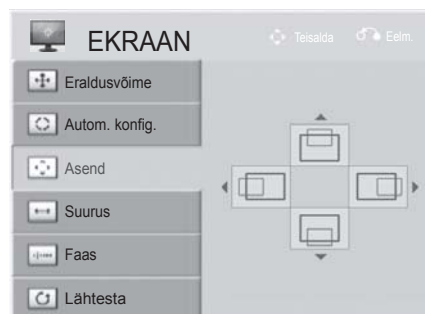 EKRAAN
Teisalda
Eelm.
Eraldusvõime
Autom. konfig.
Asend
Suurus
Faas
Lähtesta